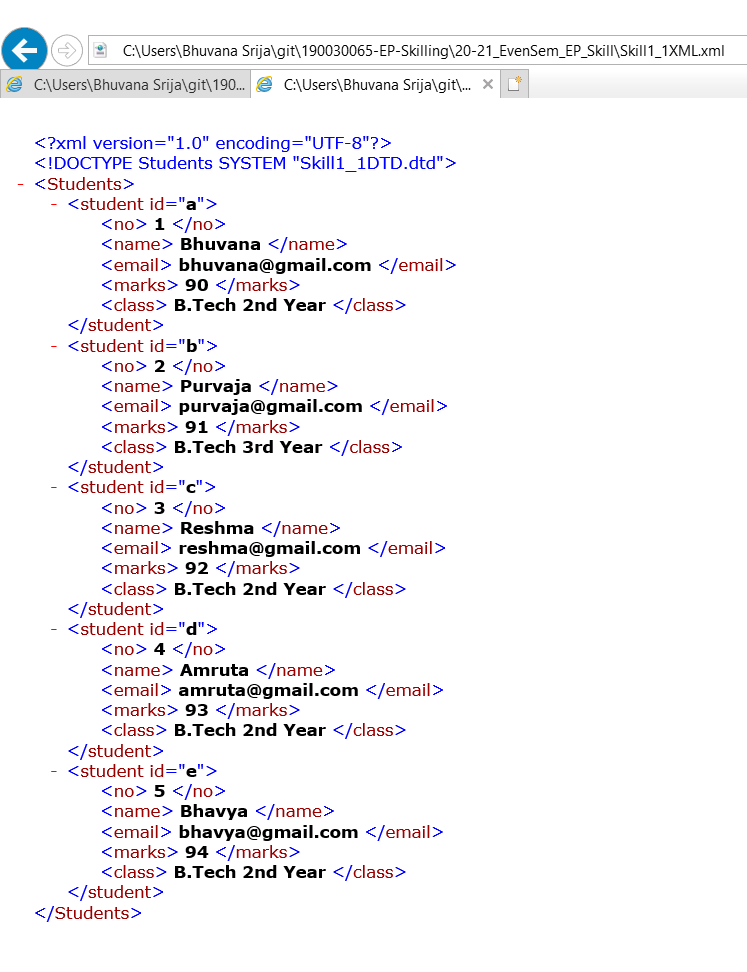 C:\Users\Bhuvana Srija\git\190030065-EP-Skilling\20-21_EvenSem_EP_Skill\Skill1_1XML.xml
C:\Users\Bhuvana Srija\git\190... C:\Users\Bhuvana Srija\git\... ×
<?xml version="1.0" encoding="UTF-8"?>
<!DOCTYPE Students SYSTEM "Skill1_1DTD.dtd">
- <Students>
- <student id="a">
<no> 1 </no>
<name> Bhuvana </name>
<email> bhuvana@gmail.com </email>
<marks> 90 </marks>
<class> B.Tech 2nd Year </class>
</student>
- <student id="b">
<no> 2 </no>
<name> Purvaja </name>
<email> purvaja@gmail.com </email>
<marks> 91 </marks>
<class> B.Tech 3rd Year </class>
</student>
- <student id="c">
<no> 3 </no>
<name> Reshma </name>
<email> reshma@gmail.com </email>
<marks> 92 </marks>
<class> B.Tech 2nd Year </class>
</student>
- <student id="d">
<no> 4 </no>
<name> Amruta </name>
<email> amruta@gmail.com </email>
<marks> 93 </marks>
<class> B.Tech 2nd Year </class>
</student>
- <student id="e">
<no> 5 </no>
<name> Bhavya </name>
<email> bhavya@gmail.com </email>
<marks> 94 </marks>
<class> B.Tech 2nd Year </class>
</student>
</Students>